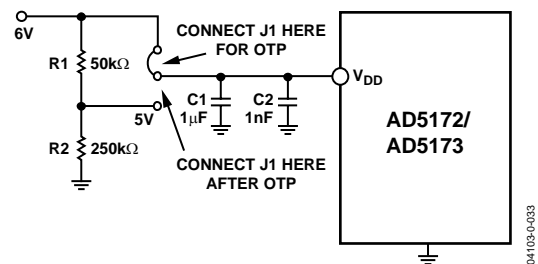 6V
CONNECT J1 HERE
FOR OTP
R1 50kΩ
VDD
C1
1μF
C2
1nF
5V
AD5172/
AD5173
R2 250kΩ
CONNECT J1 HERE
AFTER OTP
04103-0-033